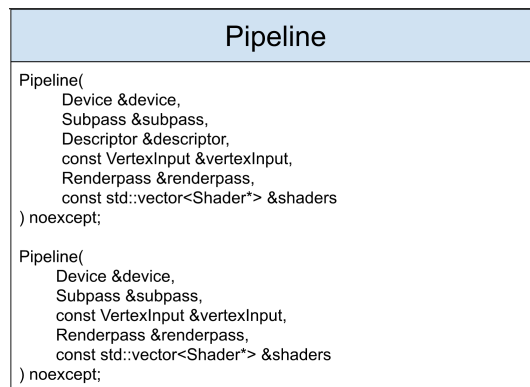 Pipeline
Pipeline(
Device &device,
Subpass &subpass,
Descriptor &descriptor,
const VertexInput &vertexInput,
Renderpass &renderpass,
const std::vector<Shader*> &shaders
) noexcept;
Pipeline(
Device &device,
Subpass &subpass,
const VertexInput &vertexInput,
Renderpass &renderpass,
const std::vector<Shader*> &shaders
) noexcept;